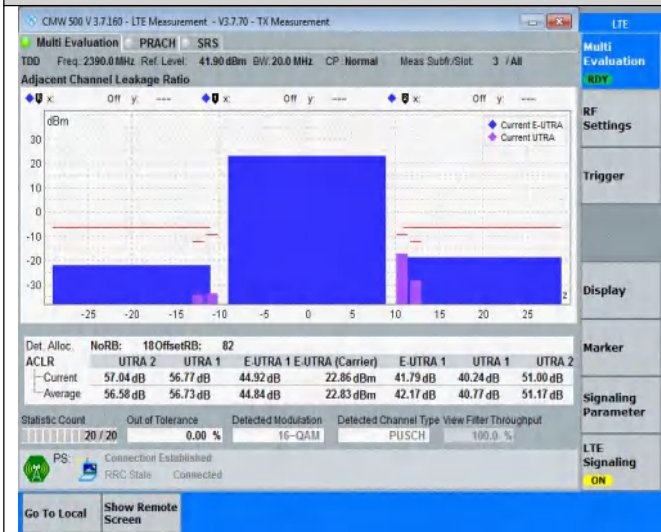 CMW 500 V 3.7.160 - LTE Measurement - V3.7.70 - TX Measurement
LTE
Multi Evaluation PRACH SRS
Multi Evaluation
RDY
TDD Freq.: 2390.0 MHz Ref. Level: 41.90 dBm BW: 20.0 MHz CP: Normal Meas Subfr./Slot: 3 / All
Adjacent Channel Leakage Ratio
x: Off y: --- x: Off y: --- x: Off y: ---
dBm
Current E-UTRA
Current UTRA
30
20
10
0
-10
-20
-30
-25 -20 -15 -10 -5 0 5 10 15 20 25
z
RF Settings
Trigger
Display
Marker
Signaling Parameter
LTE Signaling
ON
Det. Alloc. NoRB: 18 OffsetRB: 82
ACLR UTRA 2 UTRA 1 E-UTRA 1 E-UTRA (Carrier) E-UTRA 1 UTRA 1 UTRA 2
Current 57.04 dB 56.77 dB 44.92 dB 22.86 dBm 41.79 dB 40.24 dB 51.00 dB
Average 56.58 dB 56.73 dB 44.84 dB 22.83 dBm 42.17 dB 40.77 dB 51.17 dB
Statistic Count Out of Tolerance Detected Modulation Detected Channel Type View Filter Throughput
20 / 20 0.00 % 16-QAM PUSCH 100.0 %
PS: Connection Established
RRC State Connected
Go To Local Show Remote Screen